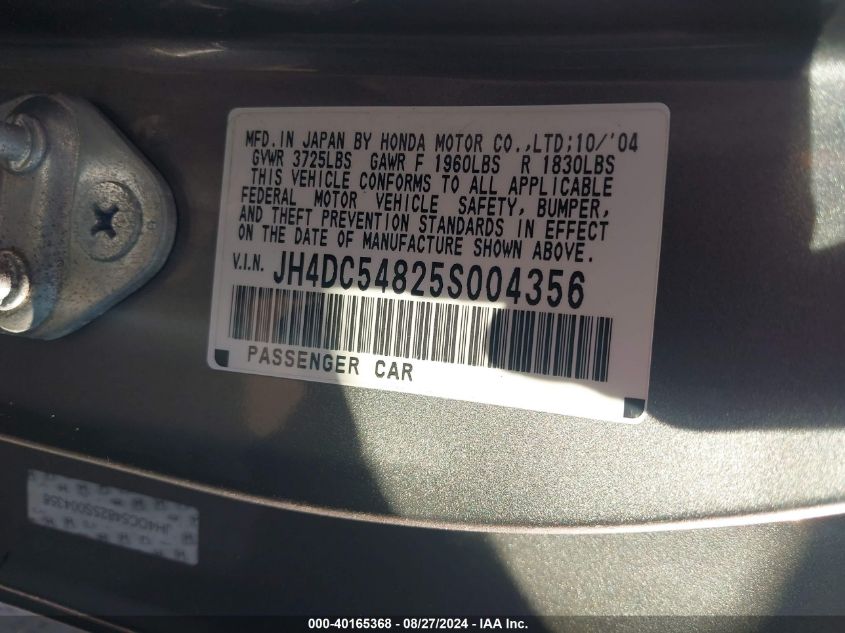 MFD. IN JAPAN BY HONDA MOTOR CO.,LTD;10/'04
GVWR 3725LBS GAWR F 1960LBS R 1830LBS
THIS VEHICLE CONFORMS TO ALL APPLICABLE
FEDERAL MOTOR VEHICLE SAFETY, BUMPER,
AND THEFT PREVENTION STANDARDS IN EFFECT
ON THE DATE OF MANUFACTURE SHOWN ABOVE.
V.I.N. JH4DC54825S004356
PASSENGER CAR
JH4DC54825S004356
000-40165368 - 08/27/2024 - IAA Inc.